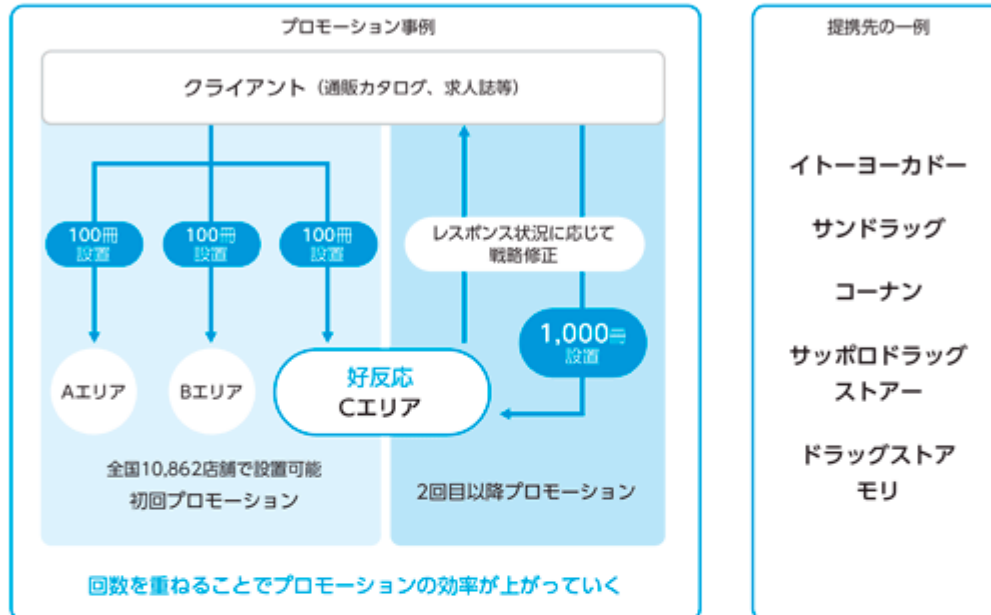 プロモーション事例
クライアント（通販カタログ、求人誌等）
100冊
設置
100冊
設置
100冊
設置
レスポンス状況に応じて
戦略修正
1,000冊
設置
Aエリア
Bエリア
好反応
Cエリア
全国10,862店舗で設置可能
初回プロモーション
2回目以降プロモーション
回数を重ねることでプロモーションの効率が上がっていく
提携先の一例
イトーヨーカドー
サンドラッグ
コーナン
サッポロドラッグ
ストアー
ドラッグストア
モリ